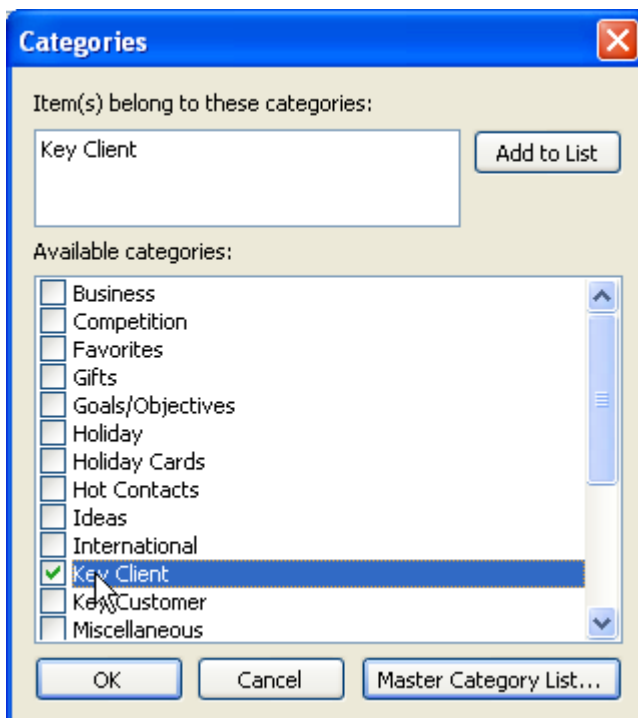 Categories
Item(s) belong to these categories:
Key Client
Add to List
Available categories:
Business
Competition
Favorites
Gifts
Goals/Objectives
Holiday
Holiday Cards
Hot Contacts
Ideas
International
Key Client
Key Customer
Miscellaneous
OK Cancel Master Category List...